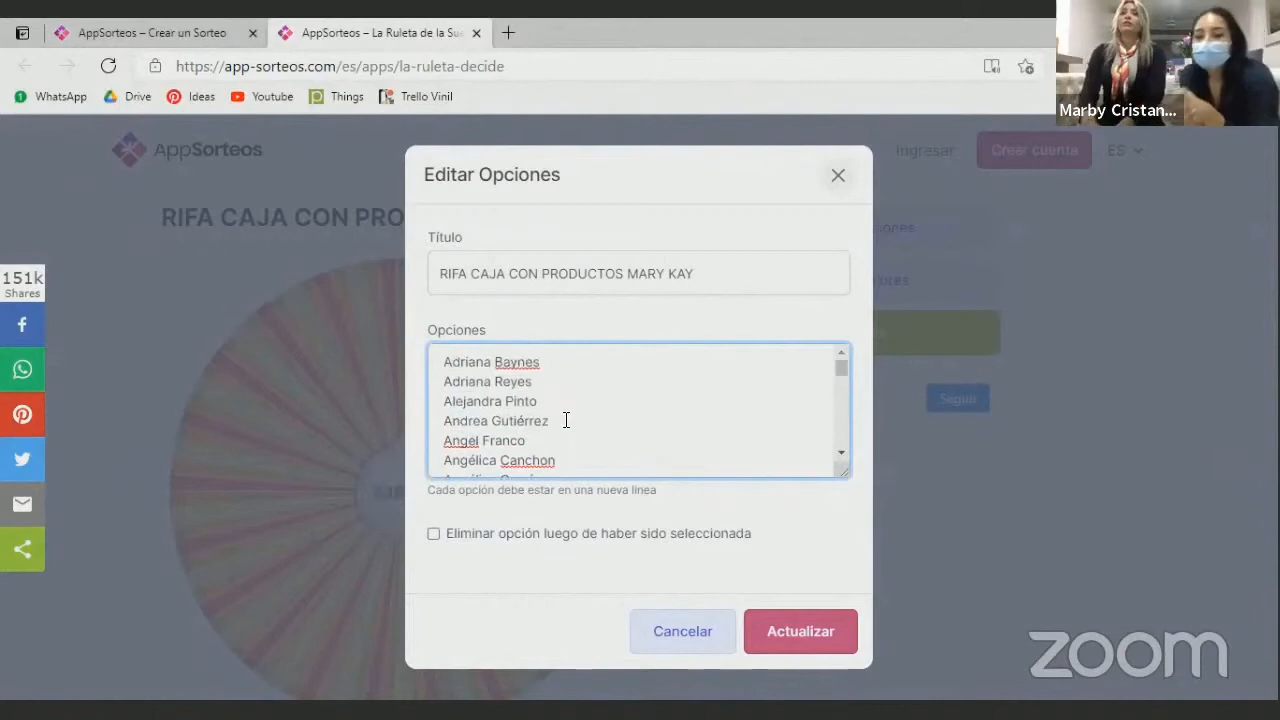 AppSorteos – Crear un Sorteo
AppSorteos – La Ruleta de la Su
https://app-sorteos.com/es/apps/la-ruleta-decide
WhatsApp
Drive
Ideas
Youtube
Things
Trello Vinil
Marby Cristan...
AppSorteos
Ingresar
Crear cuenta
ES
RIFA CAJA CON PRO
Editar Opciones
Título
RIFA CAJA CON PRODUCTOS MARY KAY
151k
Shares
Opciones
Adriana Baynes
Adriana Reyes
Alejandra Pinto
Andrea Gutiérrez
Angel Franco
Angélica Canchon
Seguir
Cada opción debe estar en una nueva linea
Eliminar opción luego de haber sido seleccionada
Cancelar
Actualizar
zoom